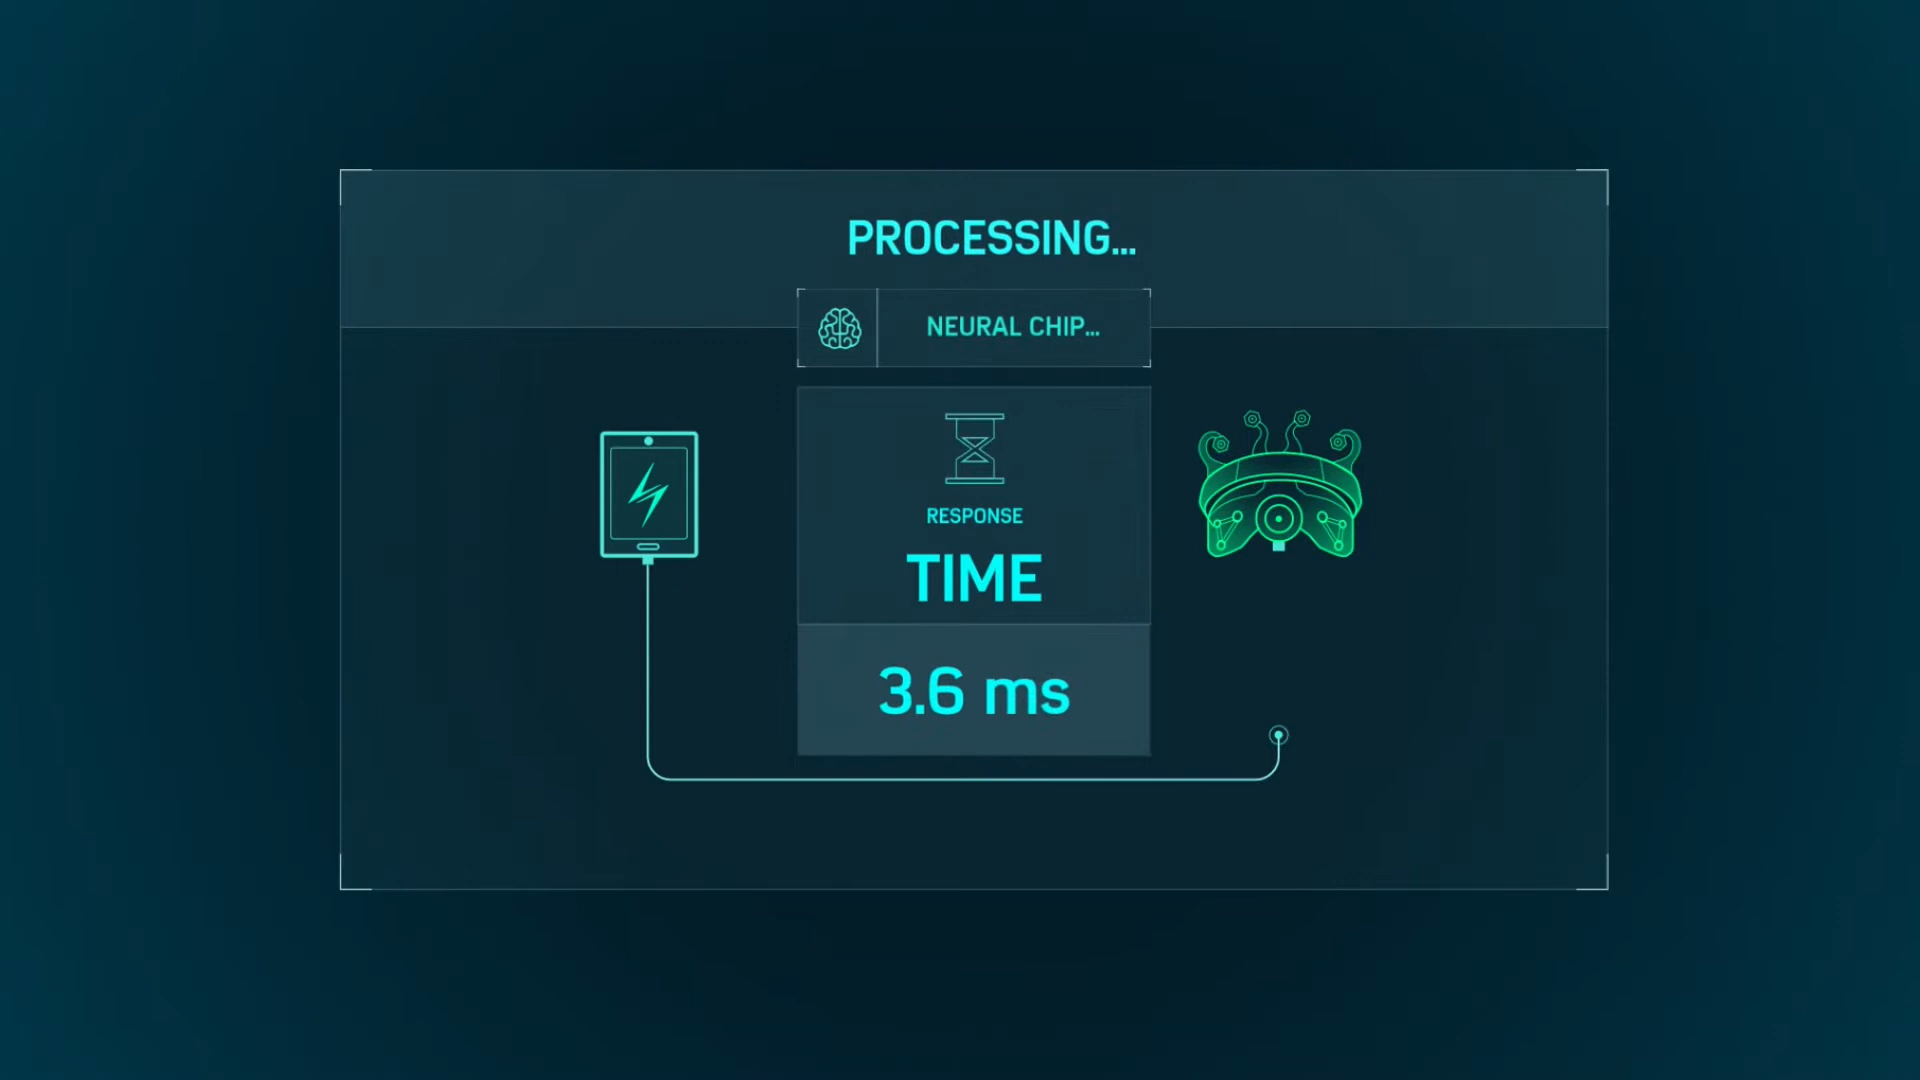 PROCESSING...
NEURAL CHIP...
RESPONSE
TIME
3.6 ms